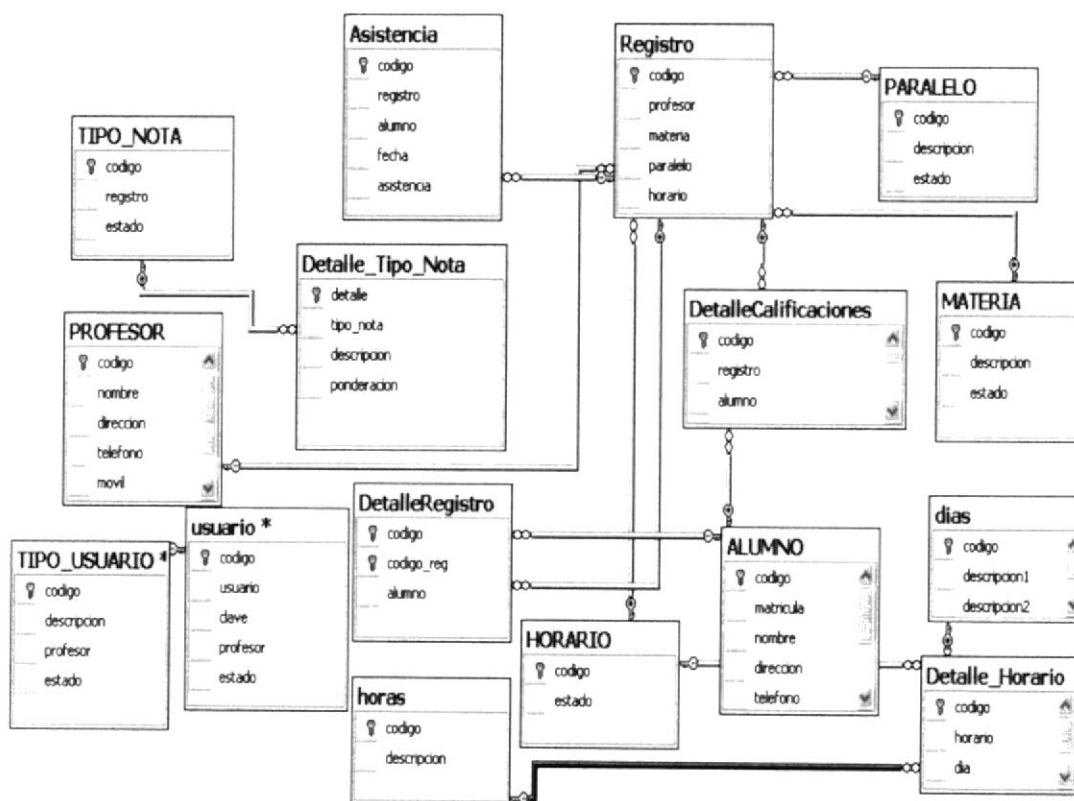 Asistencia
codigo
registro
alumno
fecha
asistencia
Registro
codigo
profesor
materia
paralelo
horario
PARALELO
codigo
descripcion
estado
TIPO_NOTA
codigo
registro
estado
Detalle_Tipo_Nota
detalle
tipo_nota
descripcion
ponderacion
DetalleCalificaciones
codigo
registro
alumno
MATERIA
codigo
descripcion
estado
PROFESOR
codigo
nombre
direccion
telefono
movil
DetalleRegistro
codigo
codigo_reg
alumno
usuario *
codigo
usuario
clave
profesor
estado
TIPO_USUARIO *
codigo
descripcion
profesor
estado
ALUMNO
codigo
matricula
nombre
direccion
telefono
dias
codigo
descripcion1
descripcion2
HORARIO
codigo
estado
Detalle_Horario
codigo
horario
dia
horas
codigo
descripcion